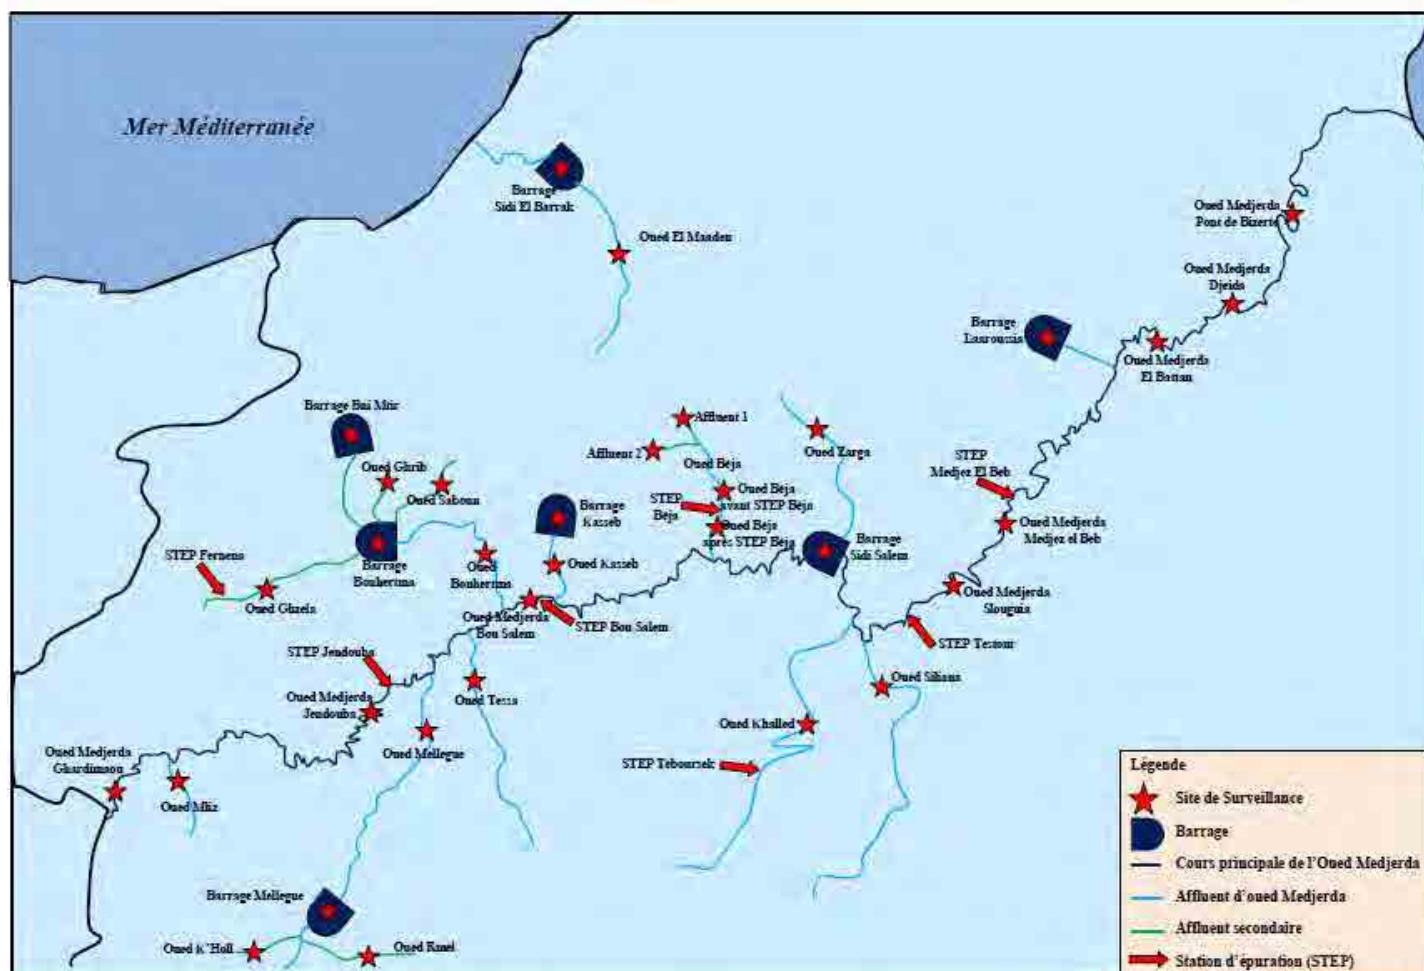 Mer Méditerranée
Barrage
Sidi El Barrak
Oued El Maaden
Oued Medjerda
Pont de Bizerte
Oued Medjerda
Djeida
Barrage
Laaroussia
Oued Medjerda
El Battan
Barrage Bni Mtir
Affluent 1
Affluent 2
Oued Béja
Oued Zarga
STEP
Medjez El Beb
Oued Ghrib
Oued Saboun
Oued Béja
avant STEP Béja
STEP
Béja
Oued Béja
après STEP Béja
Barrage
Kasseb
Oued Medjerda
Medjez el Beb
Barrage
Sidi Salem
STEP Fernena
Barrage
Bouhertma
Oued
Bouhertma
Oued Kasseb
Oued Ghzela
Oued Medjerda
Slouguia
Oued Medjerda
Bou Salem
STEP Bou Salem
STEP Testour
STEP Jendouba
Oued Siliana
Oued Medjerda
Jendouba
Oued Tessa
Oued Khalled
Oued Mellegue
STEP Teboursek
Oued Medjerda
Ghardimaou
Oued Mliz
Barrage Mellegue
Oued K'Holl
Oued Rmel
Légende
Site de Surveillance
Barrage
Cours principale de l'Oued Medjerda
Affluent d'oued Medjerda
Affluent secondaire
Station d'épuration (STEP)